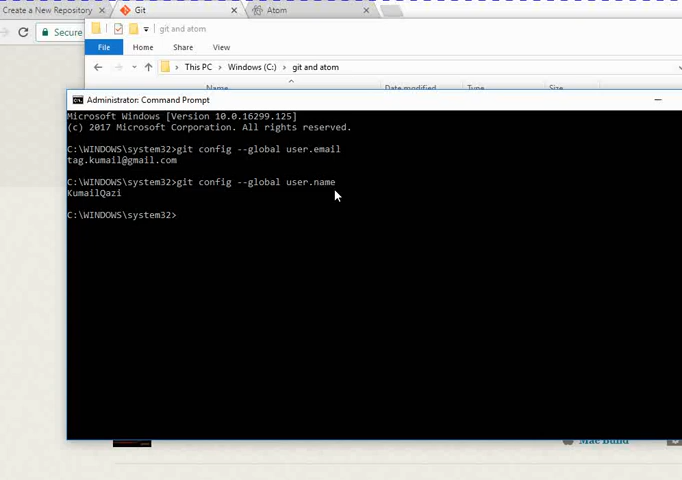 Create a New Repository
Git
Atom
Secure
git and atom
File Home Share View
This PC Windows (C:) git and atom
Name Date modified Type Size
Administrator: Command Prompt
Microsoft Windows [Version 10.0.16299.125]
(c) 2017 Microsoft Corporation. All rights reserved.
C:\WINDOWS\system32>git config --global user.email
tag.kumail@gmail.com
C:\WINDOWS\system32>git config --global user.name
KumailQazi
C:\WINDOWS\system32>
Mac Build